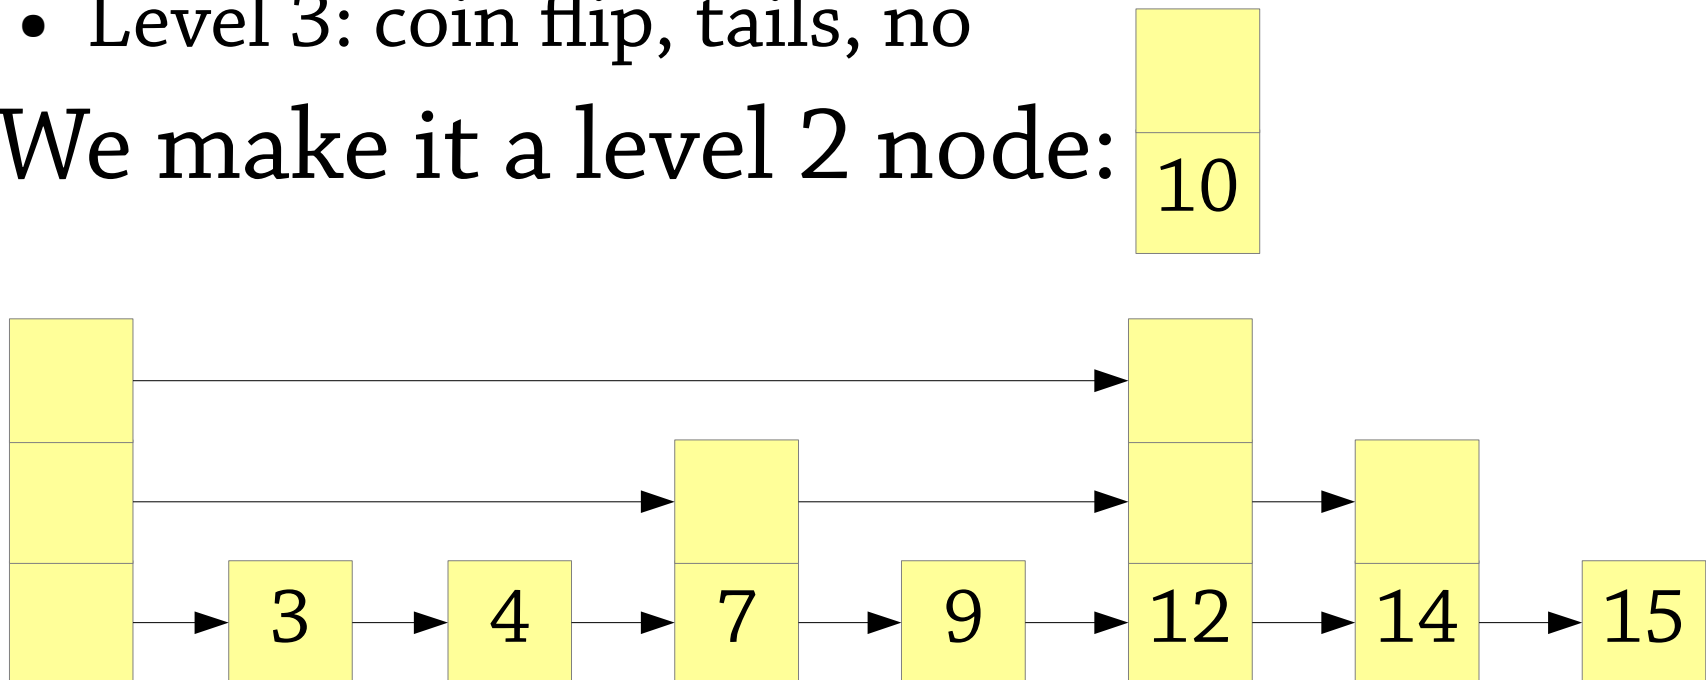 • Level 3: coin flip, tails, no
We make it a level 2 node:
10
3 4 7 9 12 14 15